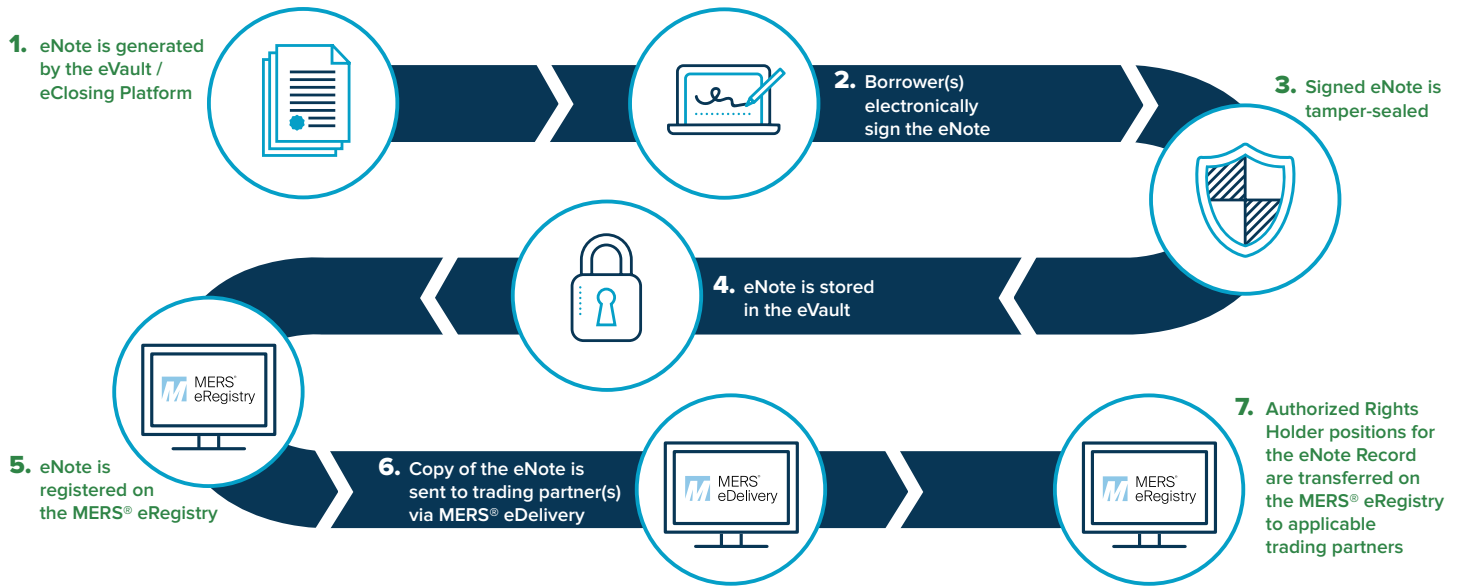 1. eNote is generated
by the eVault /
eClosing Platform
2. Borrower(s)
electronically
sign the eNote
3. Signed eNote is
tamper-sealed
4. eNote is stored
in the eVault
MERS®
eRegistry
5. eNote is
registered on
the MERS® eRegistry
6. Copy of the eNote is
sent to trading partner(s)
via MERS® eDelivery
MERS®
eDelivery
MERS®
eRegistry
7. Authorized Rights
Holder positions for
the eNote Record
are transferred on
the MERS® eRegistry
to applicable
trading partners